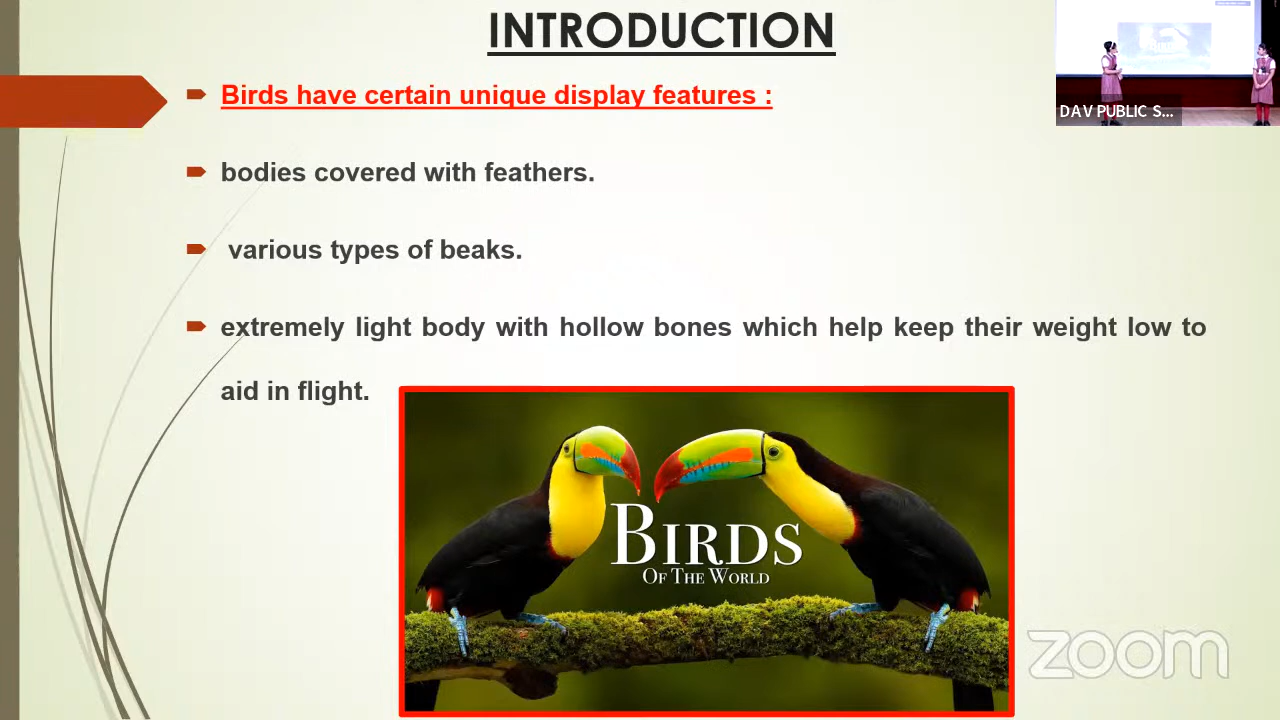 INTRODUCTION
Birds have certain unique display features :
bodies covered with feathers.
various types of beaks.
extremely light body with hollow bones which help keep their weight low to
aid in flight.
BIRDS
OF THE WORLD
DAV PUBLIC S...
zoom